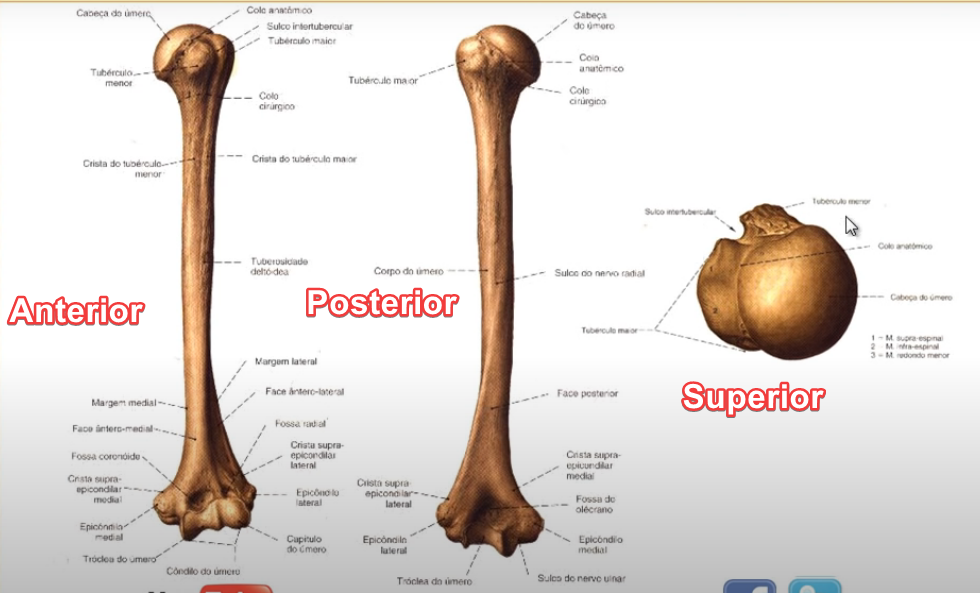 Cabeça do úmero
Colo anatômico
Sulco intertubercular
Tubérculo maior
Tubérculo
menor
Colo
cirúrgico
Crista do tubérculo
menor
Crista do tubérculo maior
Tuberosidade
deltó-dea
Anterior
Margem lateral
Face ântero-lateral
Margem medial
Fossa radial
Face ântero-medial
Crista supra-
epicondilar
lateral
Fossa coronóide
Crista supra-
epicondilar
medial
Epicôndilo
lateral
Epicôndilo
medial
Capítulo
do úmero
Tróclea do úmero
Côndilo do úmero
Cabeça
do úmero
Colo
anatômico
Tubérculo maior
Colo
cirúrgico
Corpo do úmero
Sulco do nervo radial
Posterior
Face posterior
Crista supra-
epicondilar
medial
Crista supra-
epicondilar
lateral
Fossa do
olécrano
Epicôndilo
lateral
Epicôndilo
medial
Tróclea do úmero
Sulco do nervo ulnar
Tubérculo menor
Sulco intertubercular
Colo anatômico
1
2
Cabeça do úmero
Tubérculo maior
1 – M. supra-espinal
2 – M. infra-espinal
3 – M. redondo menor
Superior